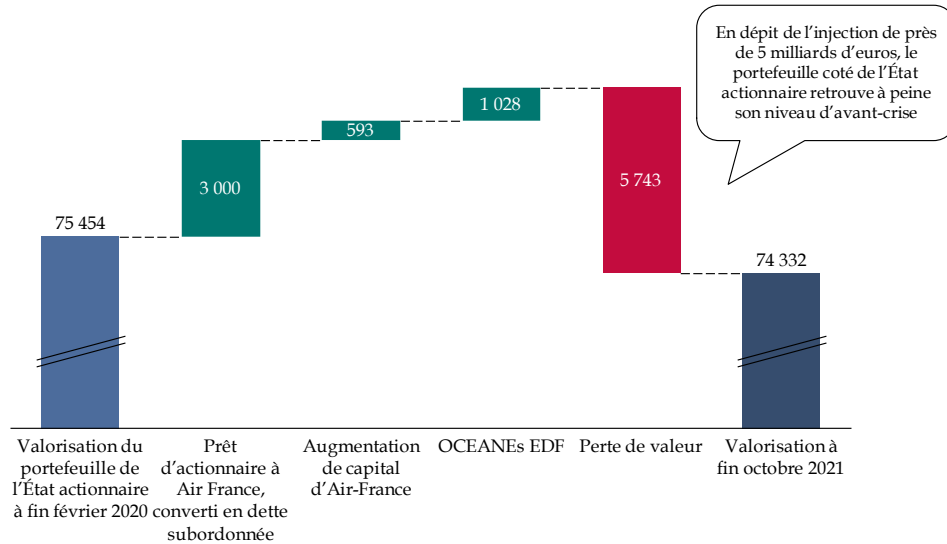 En dépit de l’injection de près
de 5 milliards d’euros, le
portefeuille coté de l’État
actionnaire retrouve à peine
son niveau d’avant-crise
75 454
3 000
593
1 028
5 743
74 332
Valorisation du
portefeuille de
l’État actionnaire
à fin février 2020
Prêt
d’actionnaire à
Air France,
converti en dette
subordonnée
Augmentation
de capital
d’Air-France
OCEANEs EDF
Perte de valeur
Valorisation à
fin octobre 2021